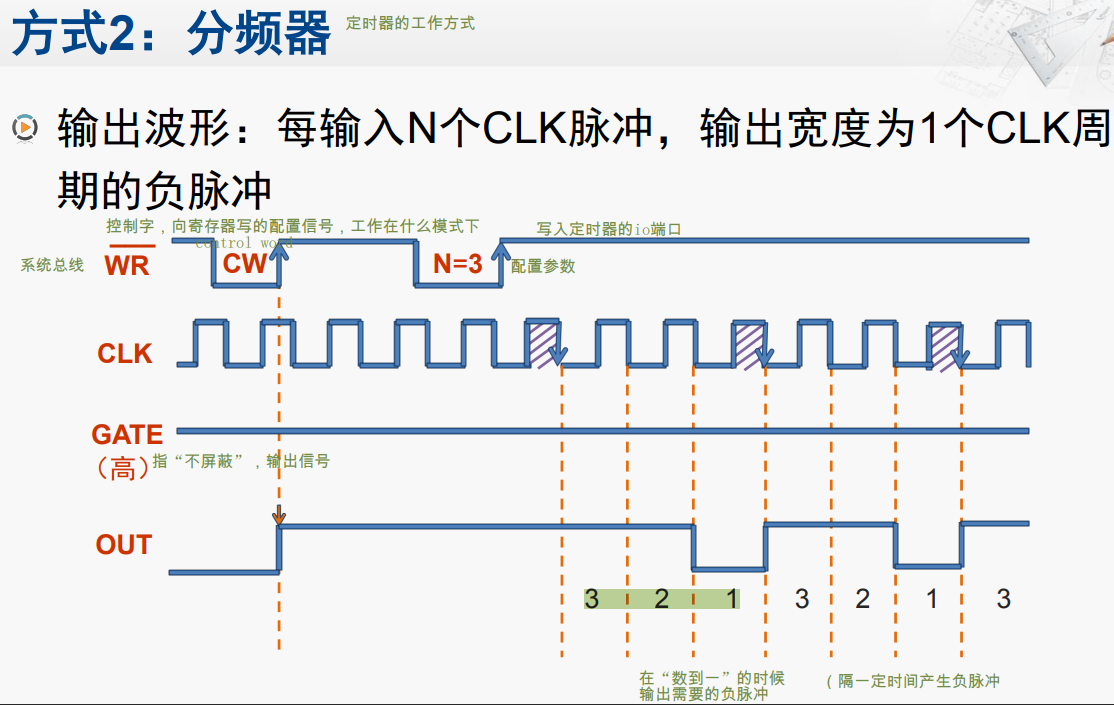 方式2：分频器 定时器的工作方式
输出波形：每输入N个CLK脉冲，输出宽度为1个CLK周
期的负脉冲
控制字，向寄存器写的配置信号，工作在什么模式下 写入定时器的io端口
control word
系统总线 WR CW N=3 配置参数
CLK
GATE
（高）指“不屏蔽”，输出信号
OUT
3 2 1 3 2 1 3
在“数到一”的时候
输出需要的负脉冲
（隔一定时间产生负脉冲